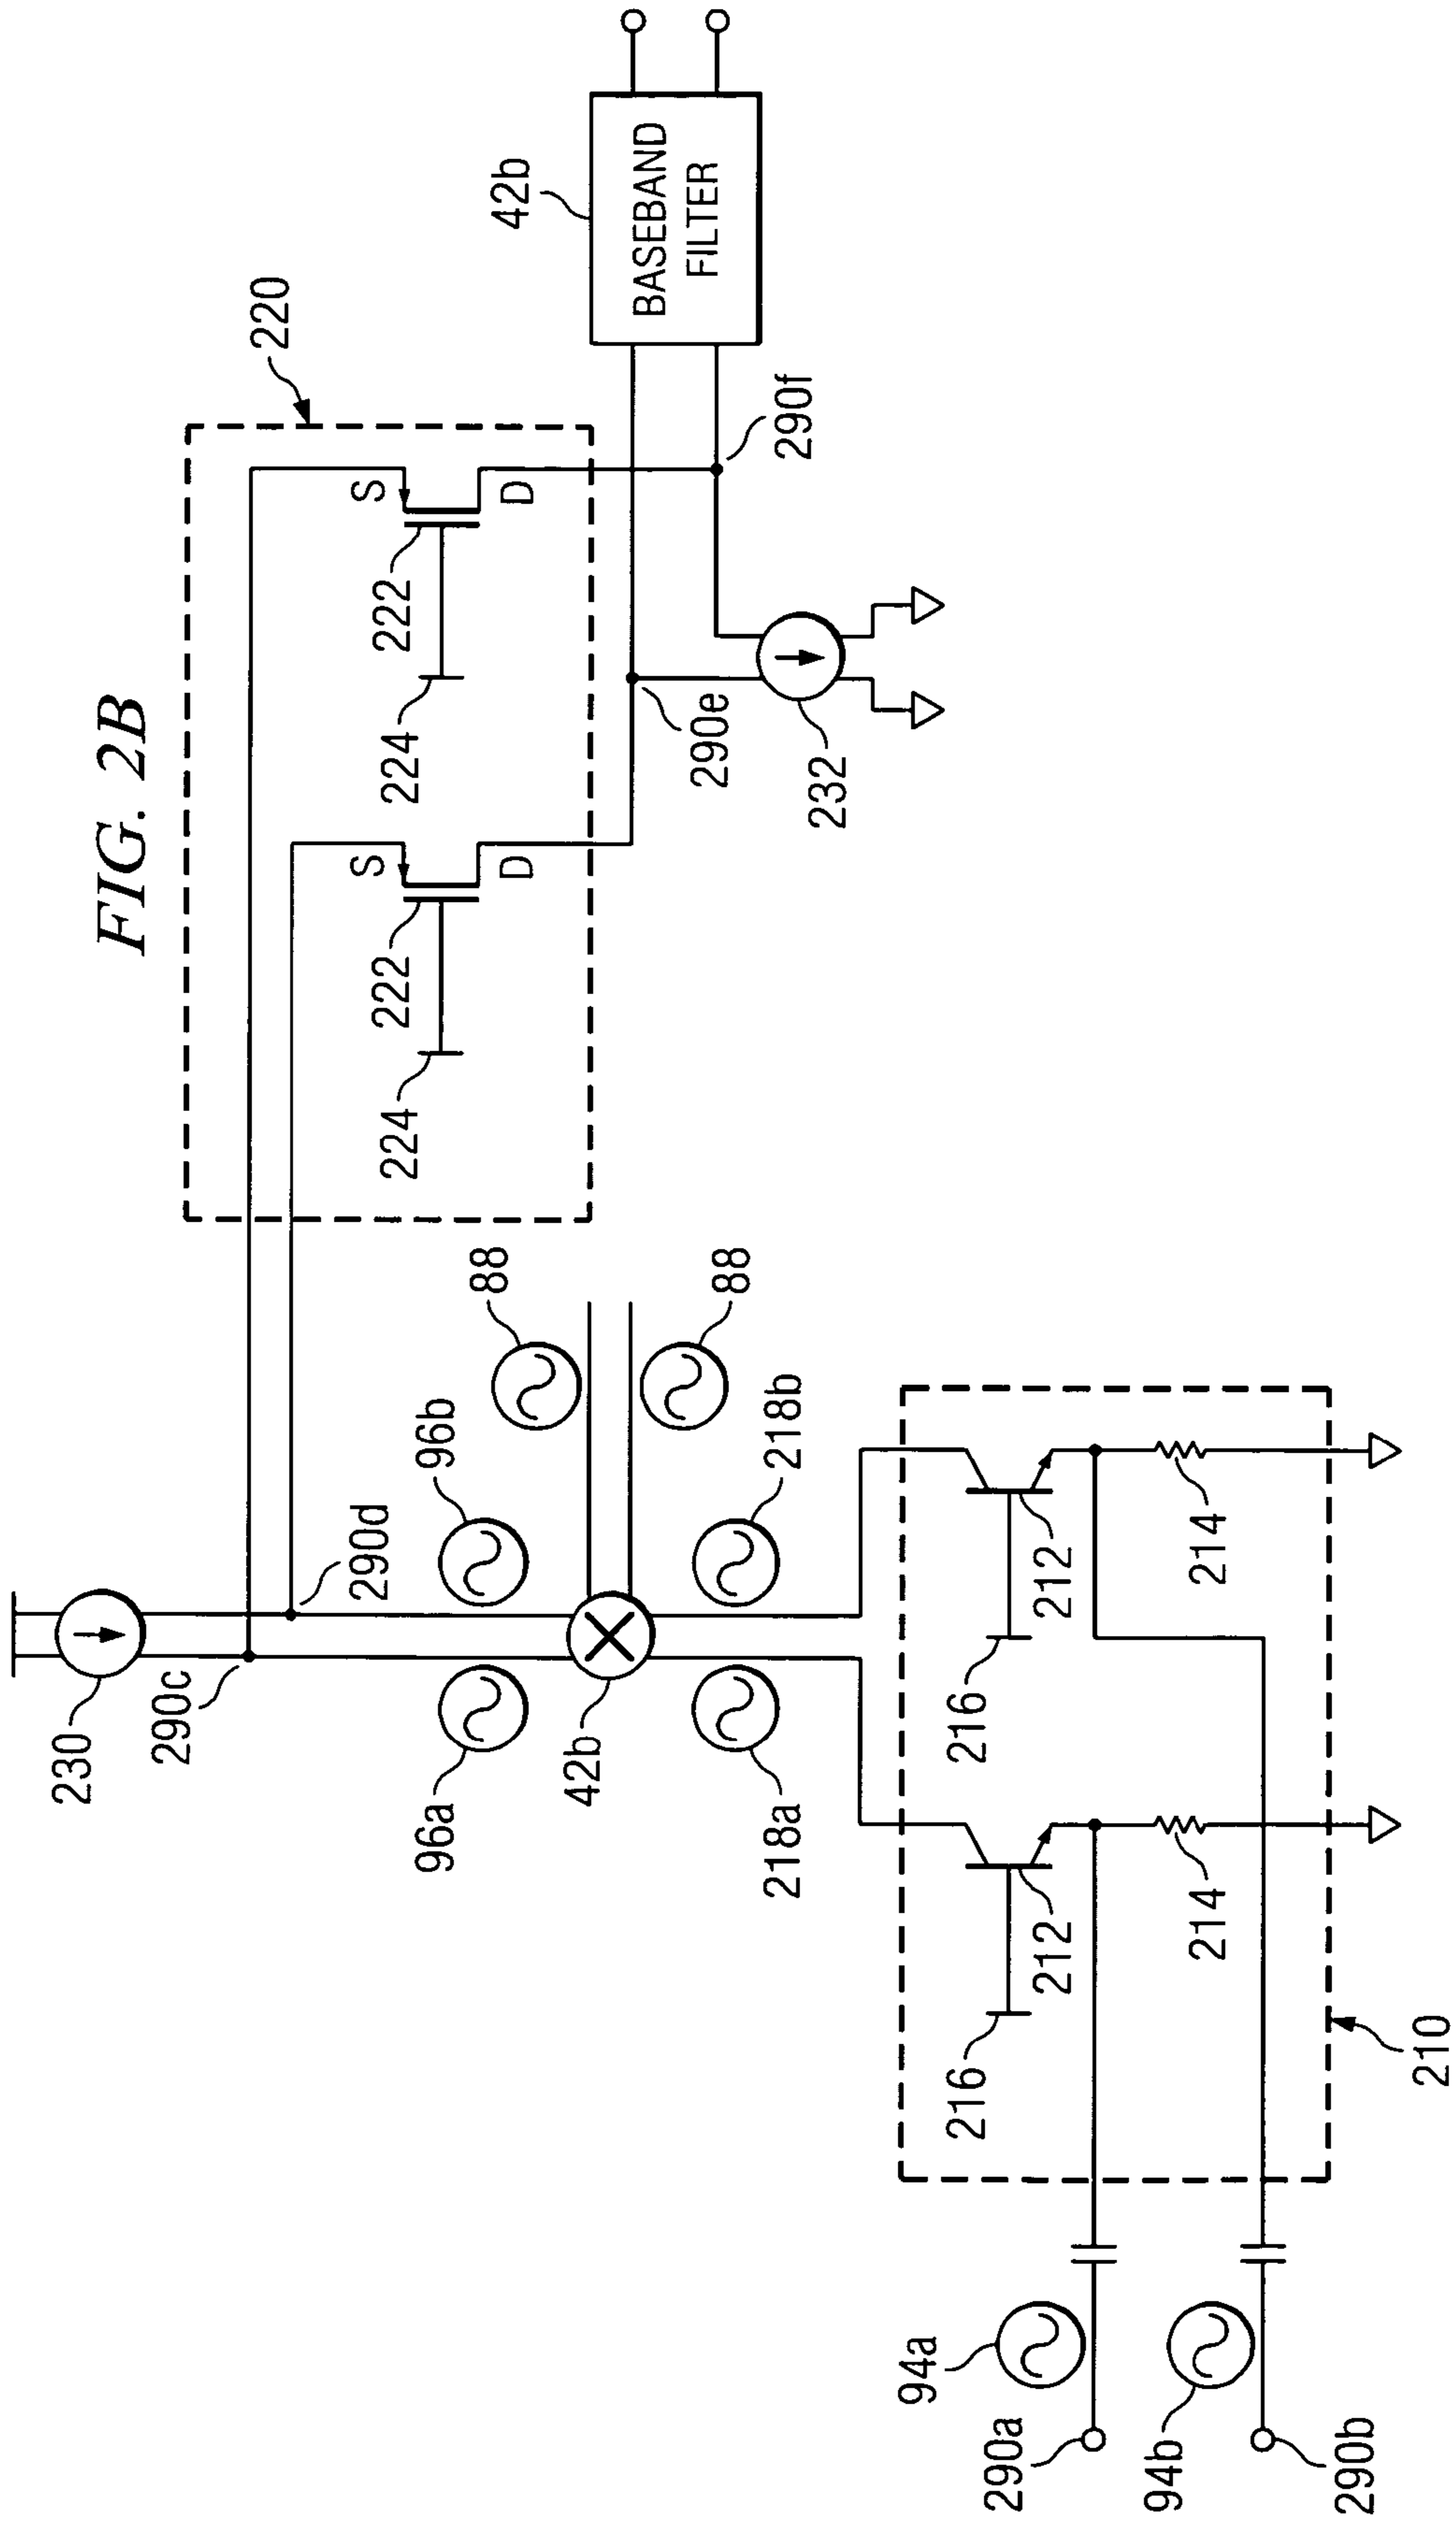 FIG. 2B
230
290c
290d
220
S
D
222
224
S
D
222
224
42b
BASEBAND
FILTER
290e
290f
232
96a
96b
88
88
42b
218a
218b
216
212
214
216
212
214
210
94a
290a
94b
290b